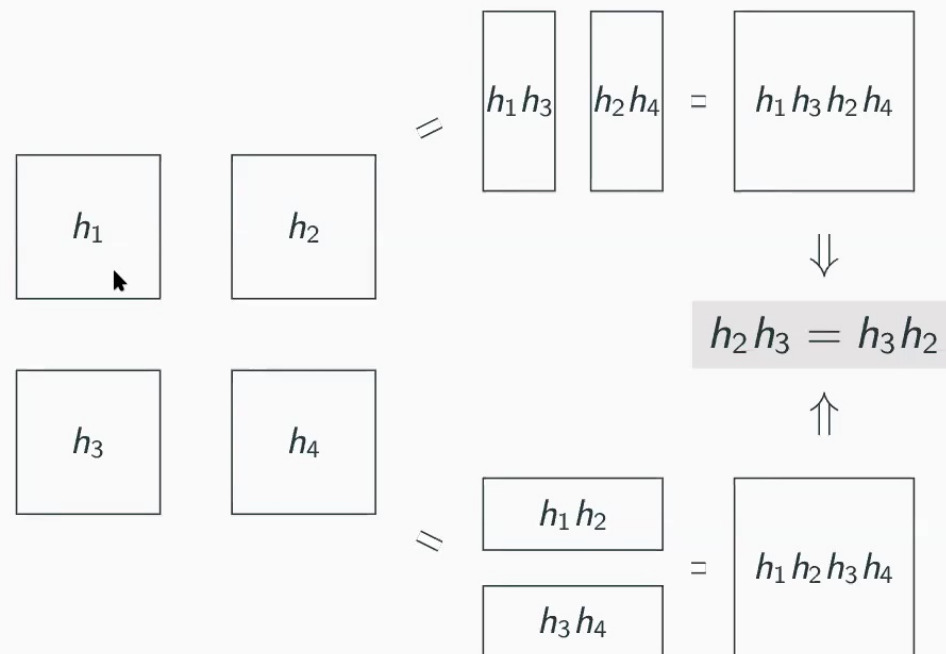 h₁h₃ h₂h₄ = h₁h₃h₂h₄
=
h₁ h₂
⇓
h₂h₃ = h₃h₂
⇑
h₃ h₄
=
h₁h₂
= h₁h₂h₃h₄
h₃h₄